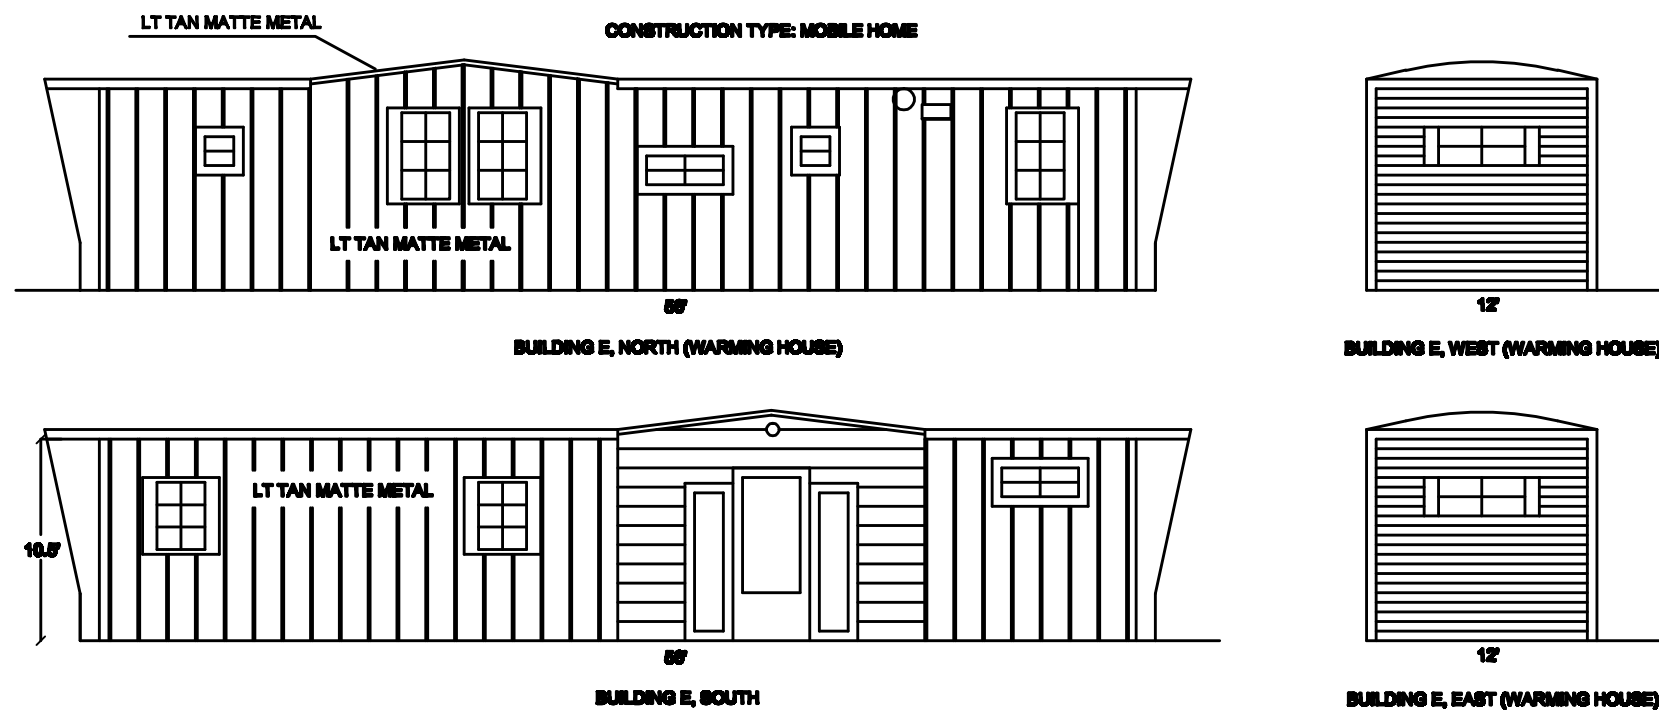 LT TAN MATTE METAL
CONSTRUCTION TYPE: MOBILE HOME
LT TAN MATTE METAL
56'
12'
BUILDING E, NORTH (WARMING HOUSE)
BUILDING E, WEST (WARMING HOUSE)
LT TAN MATTE METAL
10.5'
56'
12'
BUILDING E, SOUTH
BUILDING E, EAST (WARMING HOUSE)